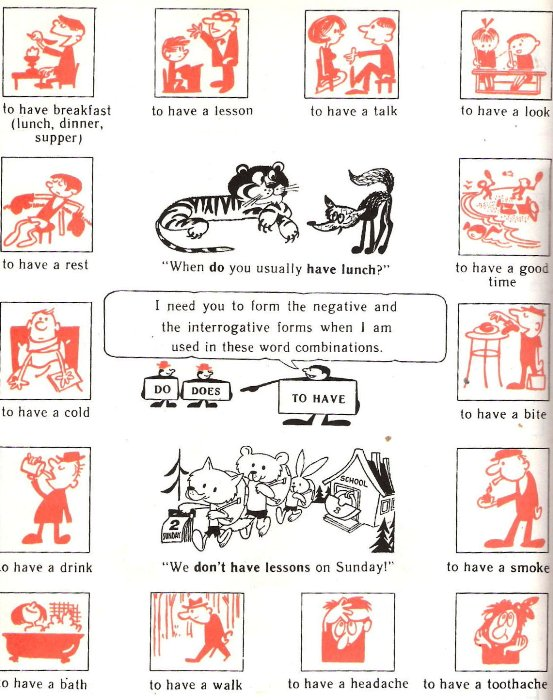 to have breakfast
(lunch, dinner,
supper)
to have a lesson
to have a talk
to have a look
to have a rest
"When do you usually have lunch?"
to have a good
time
I need you to form the negative and
the interrogative forms when I am
used in these word combinations.
DO
DOES
TO HAVE
to have a cold
to have a bite
SCHOOL
2
SUNDAY
o have a drink
"We don't have lessons on Sunday!"
to have a smoke
o have a bath
to have a walk
to have a headache
to have a toothache